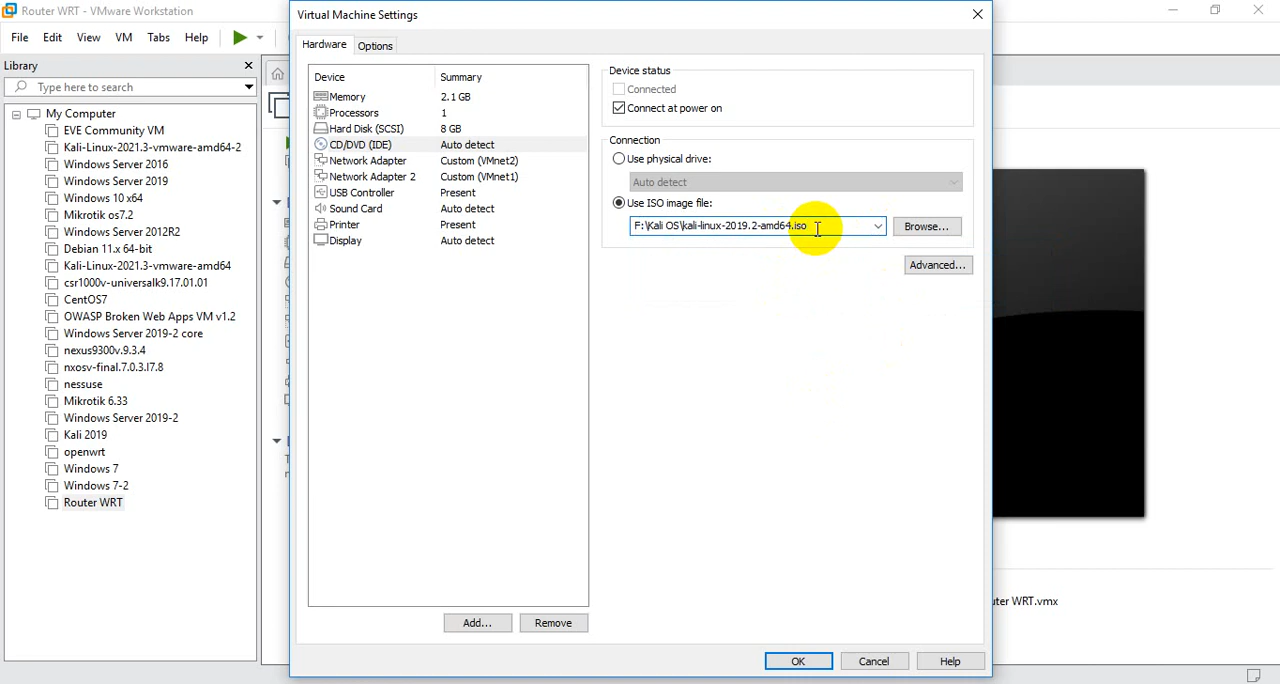 Router WRT - VMware Workstation
File Edit View VM Tabs Help
Library
Type here to search
My Computer
EVE Community VM
Kali-Linux-2021.3-vmware-amd64-2
Windows Server 2016
Windows Server 2019
Windows 10 x64
Mikrotik os7.2
Windows Server 2012R2
Debian 11.x 64-bit
Kali-Linux-2021.3-vmware-amd64
csr1000v-universalk9.17.01.01
CentOS7
OWASP Broken Web Apps VM v1.2
Windows Server 2019-2 core
nexus9300v.9.3.4
nxosv-final.7.0.3.I7.8
nessuse
Mikrotik 6.33
Windows Server 2019-2
Kali 2019
openwrt
Windows 7
Windows 7-2
Router WRT
Virtual Machine Settings
Hardware Options
Device Summary
Memory 2.1 GB
Processors 1
Hard Disk (SCSI) 8 GB
CD/DVD (IDE) Auto detect
Network Adapter Custom (VMnet2)
Network Adapter 2 Custom (VMnet1)
USB Controller Present
Sound Card Auto detect
Printer Present
Display Auto detect
Add... Remove
Device status
Connected
Connect at power on
Connection
Use physical drive:
Auto detect
Use ISO image file:
F:\Kali OS\kali-linux-2019.2-amd64.iso Browse...
Advanced...
OK Cancel Help
uter WRT.vmx